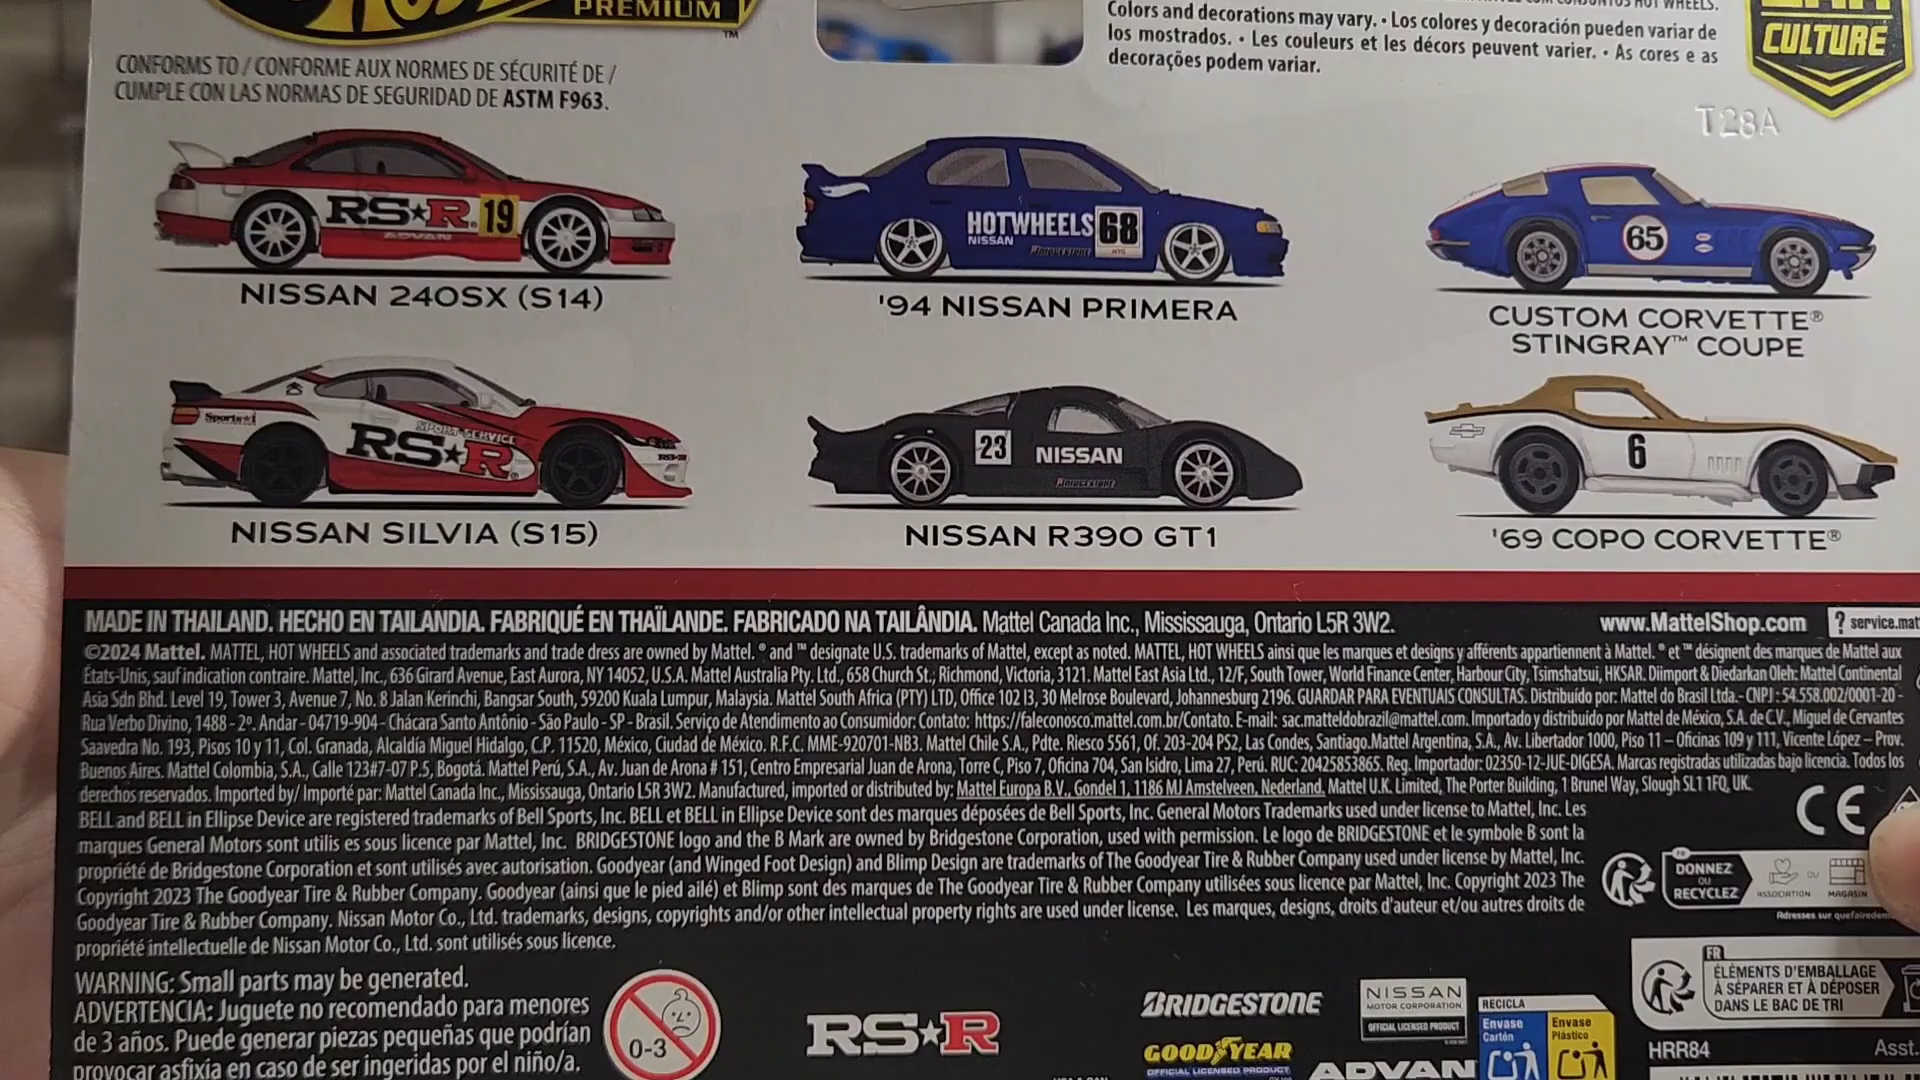 PREMIUM
™
Colors and decorations may vary. • Los colores y decoración pueden variar de
los mostrados. • Les couleurs et les décors peuvent varier. • As cores e as
decorações podem variar.
CULTURE
CONFORMS TO / CONFORME AUX NORMES DE SÉCURITÉ DE /
CUMPLE CON LAS NORMAS DE SEGURIDAD DE ASTM F963.
T28A
RS★R 19
ADVAN
NISSAN 240SX (S14)
HOTWHEELS 68
NISSAN
BRIDGESTONE
'94 NISSAN PRIMERA
65
CUSTOM CORVETTE®
STINGRAY™ COUPE
SPORT SERVICE
RS★R
NISSAN SILVIA (S15)
23 NISSAN
BRIDGESTONE
NISSAN R390 GT1
6
'69 COPO CORVETTE®
MADE IN THAILAND. HECHO EN TAILANDIA. FABRIQUÉ EN THAÏLANDE. FABRICADO NA TAILÂNDIA. Mattel Canada Inc., Mississauga, Ontario L5R 3W2.
www.MattelShop.com
? service.mat
©2024 Mattel. MATTEL, HOT WHEELS and associated trademarks and trade dress are owned by Mattel. ® and ™ designate U.S. trademarks of Mattel, except as noted. MATTEL, HOT WHEELS ainsi que les marques et designs y afférents appartiennent à Mattel. ® et ™ désignent des marques de Mattel aux
États-Unis, sauf indication contraire. Mattel, Inc., 636 Girard Avenue, East Aurora, NY 14052, U.S.A. Mattel Australia Pty. Ltd., 658 Church St., Richmond, Victoria, 3121. Mattel East Asia Ltd., 12/F, South Tower, World Finance Center, Harbour City, Tsimshatsui, HKSAR. Diimport & Diedarkan Oleh: Mattel Continental
Asia Sdn Bhd. Level 19, Tower 3, Avenue 7, No. 8 Jalan Kerinchi, Bangsar South, 59200 Kuala Lumpur, Malaysia. Mattel South Africa (PTY) LTD, Office 102 I3, 30 Melrose Boulevard, Johannesburg 2196. GUARDAR PARA EVENTUAIS CONSULTAS. Distribuído por: Mattel do Brasil Ltda.- CNPJ : 54.558.002/0001-20 -
Rua Verbo Divino, 1488 - 2º. Andar - 04719-904 - Chácara Santo Antônio - São Paulo - SP - Brasil. Serviço de Atendimento ao Consumidor: Contato: https://faleconosco.mattel.com.br/Contato. E-mail: sac.matteldobrazil@mattel.com. Importado y distribuido por Mattel de México, S.A. de C.V., Miguel de Cervantes
Saavedra No. 193, Pisos 10 y 11, Col. Granada, Alcaldía Miguel Hidalgo, C.P. 11520, México, Ciudad de México. R.F.C. MME-920701-NB3. Mattel Chile S.A., Pdte. Riesco 5561, Of. 203-204 PS2, Las Condes, Santiago.Mattel Argentina, S.A., Av. Libertador 1000, Piso 11 – Oficinas 109 y 111, Vicente López – Prov.
Buenos Aires. Mattel Colombia, S.A., Calle 123#7-07 P.5, Bogotá. Mattel Perú, S.A., Av. Juan de Arona # 151, Centro Empresarial Juan de Arona, Torre C, Piso 7, Oficina 704, San Isidro, Lima 27, Perú. RUC: 20425853865. Reg. Importador: 02350-12-JUE-DIGESA. Marcas registradas utilizadas bajo licencia. Todos los
derechos reservados. Imported by/ Importé par: Mattel Canada Inc., Mississauga, Ontario L5R 3W2. Manufactured, imported or distributed by: Mattel Europa B.V., Gondel 1, 1186 MJ Amstelveen, Nederland. Mattel U.K. Limited, The Porter Building, 1 Brunel Way, Slough SL1 1FQ, UK.
BELL and BELL in Ellipse Device are registered trademarks of Bell Sports, Inc. BELL et BELL in Ellipse Device sont des marques déposées de Bell Sports, Inc. General Motors Trademarks used under license to Mattel, Inc. Les
marques General Motors sont utilis es sous licence par Mattel, Inc. BRIDGESTONE logo and the B Mark are owned by Bridgestone Corporation, used with permission. Le logo de BRIDGESTONE et le symbole B sont la
propriété de Bridgestone Corporation et sont utilisés avec autorisation. Goodyear (and Winged Foot Design) and Blimp Design are trademarks of The Goodyear Tire & Rubber Company used under license by Mattel, Inc.
Copyright 2023 The Goodyear Tire & Rubber Company. Goodyear (ainsi que le pied ailé) et Blimp sont des marques de The Goodyear Tire & Rubber Company utilisées sous licence par Mattel, Inc. Copyright 2023 The
Goodyear Tire & Rubber Company. Nissan Motor Co., Ltd. trademarks, designs, copyrights and/or other intellectual property rights are used under license. Les marques, designs, droits d'auteur et/ou autres droits de
propriété intellectuelle de Nissan Motor Co., Ltd. sont utilisés sous licence.
CE
FR
DONNEZ
OU
RECYCLEZ
ASSOCIATION
OU
MAGASIN
Adresses sur quefairedem
WARNING: Small parts may be generated.
ADVERTENCIA: Juguete no recomendado para menores
de 3 años. Puede generar piezas pequeñas que podrían
provocar asfixia en caso de ser ingeridas por el niño/a.
0-3
RS★R
BRIDGESTONE
GOODYEAR
OFFICIAL LICENSED PRODUCT
NISSAN
MOTOR CORPORATION
OFFICIAL LICENSED PRODUCT
ADVAN
RECICLA
Envase
Cartón
Envase
Plástico
FR
ÉLÉMENTS D'EMBALLAGE
À SÉPARER ET À DÉPOSER
DANS LE BAC DE TRI
HRR84
Asst.